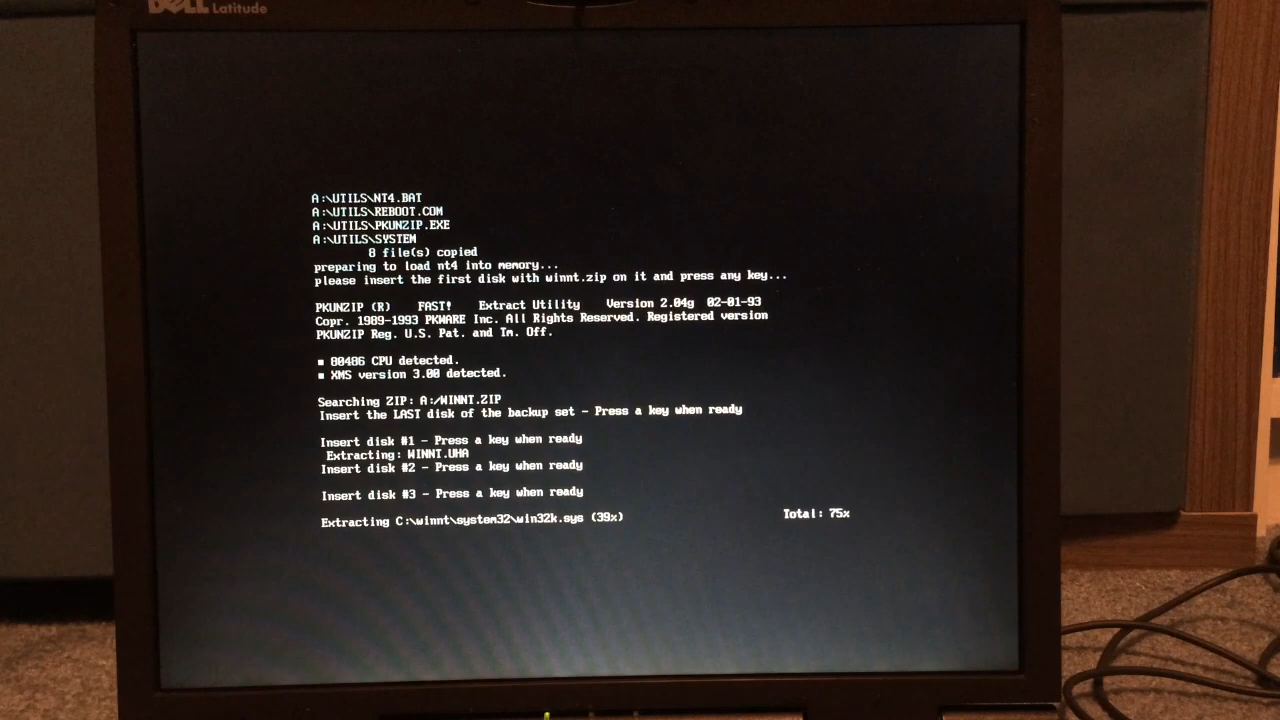 DELL Latitude
A:\UTILS\NT4.BAT
A:\UTILS\REBOOT.COM
A:\UTILS\PKUNZIP.EXE
A:\UTILS\SYSTEM
8 file(s) copied
preparing to load nt4 into memory...
please insert the first disk with winnt.zip on it and press any key...
PKUNZIP (R) FAST! Extract Utility Version 2.04g 02-01-93
Copr. 1989-1993 PKWARE Inc. All Rights Reserved. Registered version
PKUNZIP Reg. U.S. Pat. and Tm. Off.
■ 80486 CPU detected.
■ XMS version 3.00 detected.
Searching ZIP: A:/WINNT.ZIP
Insert the LAST disk of the backup set - Press a key when ready
Insert disk #1 - Press a key when ready
Extracting: WINNT.UHA
Insert disk #2 - Press a key when ready
Insert disk #3 - Press a key when ready
Extracting C:\winnt\system32\win32k.sys (39%) Total: 75%